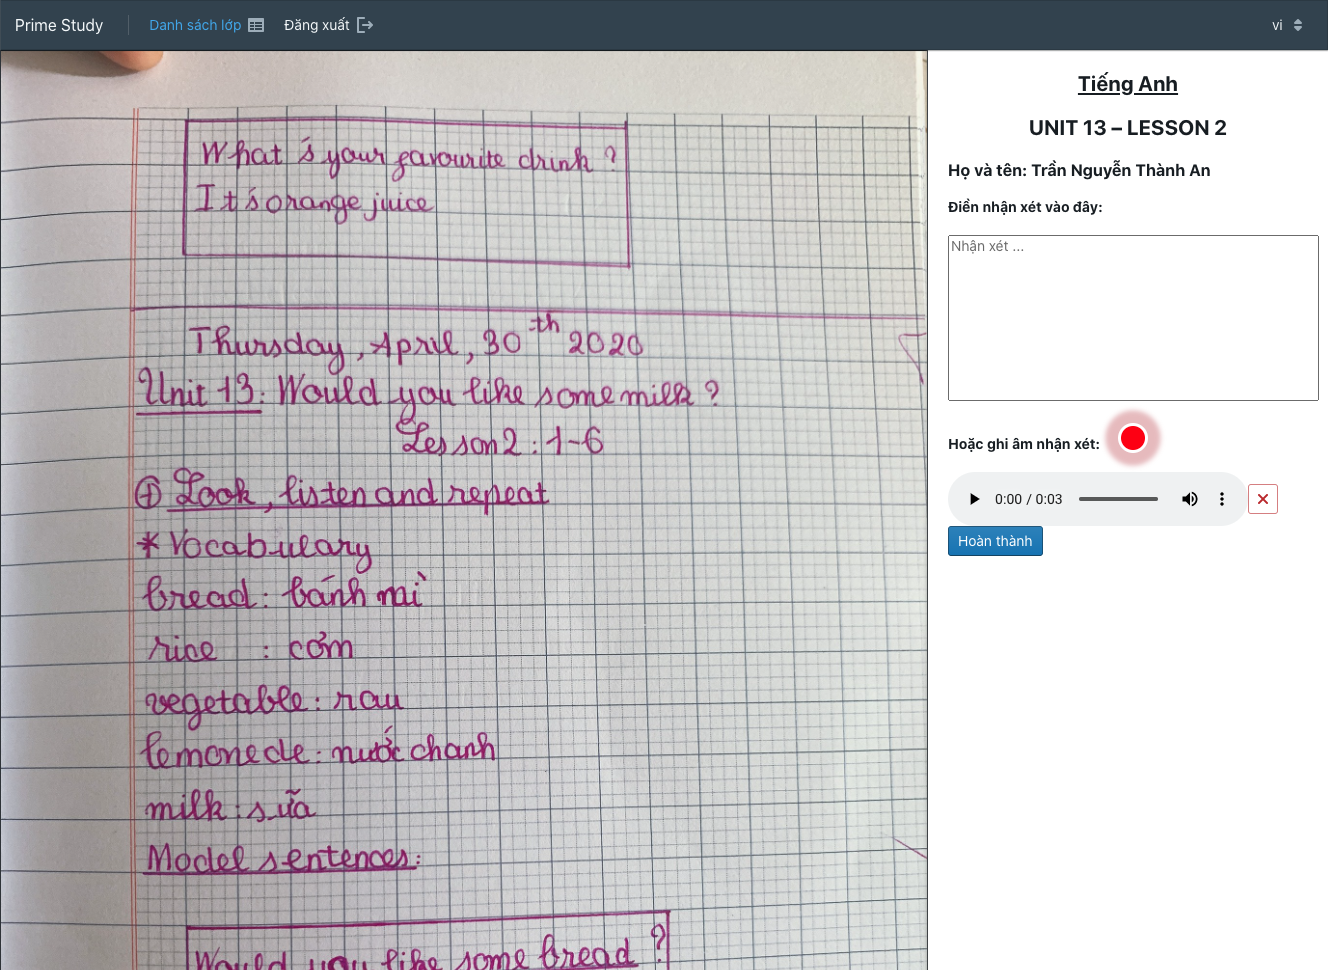 Prime Study
Danh sách lớp
Đăng xuất
vi
What's your favourite drink?
It's orange juice
Thursday, April, 30th 2020
Unit 13: Would you like some milk?
Lesson 2: 1-6
Look, listen and repeat
* Vocabulary
bread: bánh mì
rice : cơm
vegetable: rau
lemonede: nước chanh
milk: sữa
Model sentences:
Would you like some bread?
Tiếng Anh
UNIT 13 – LESSON 2
Họ và tên: Trần Nguyễn Thành An
Điền nhận xét vào đây:
Nhận xét ...
Hoặc ghi âm nhận xét:
0:00 / 0:03
Hoàn thành